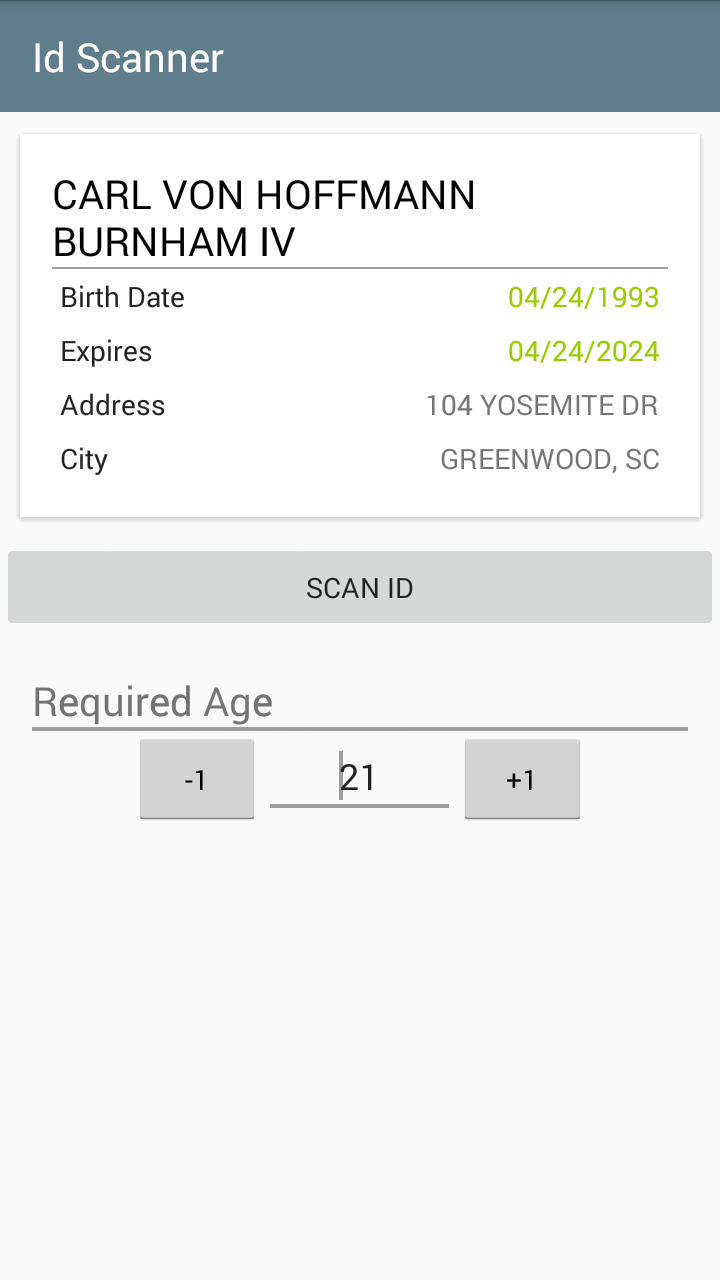 Id Scanner
CARL VON HOFFMANN
BURNHAM IV
Birth Date 04/24/1993
Expires 04/24/2024
Address 104 YOSEMITE DR
City GREENWOOD, SC
SCAN ID
Required Age
-1 21 +1